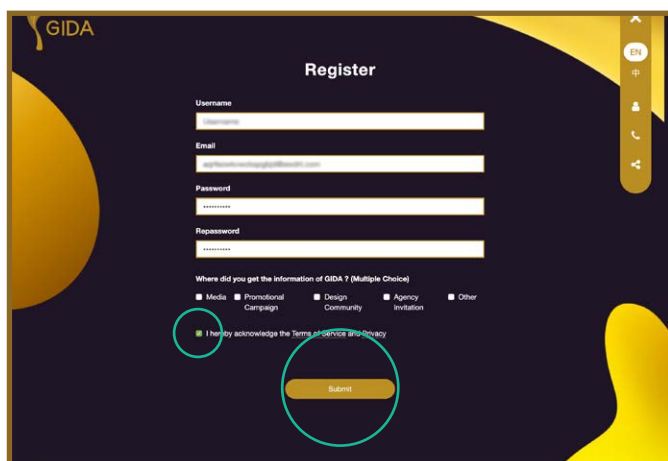 GIDA
EN
中
Register
Username
Username
Email
Password
Repassword
Where did you get the information of GIDA ? (Multiple Choice)
Media Promotional Campaign Design Community Agency Invitation Other
I hereby acknowledge the Terms of Service and Privacy
Submit